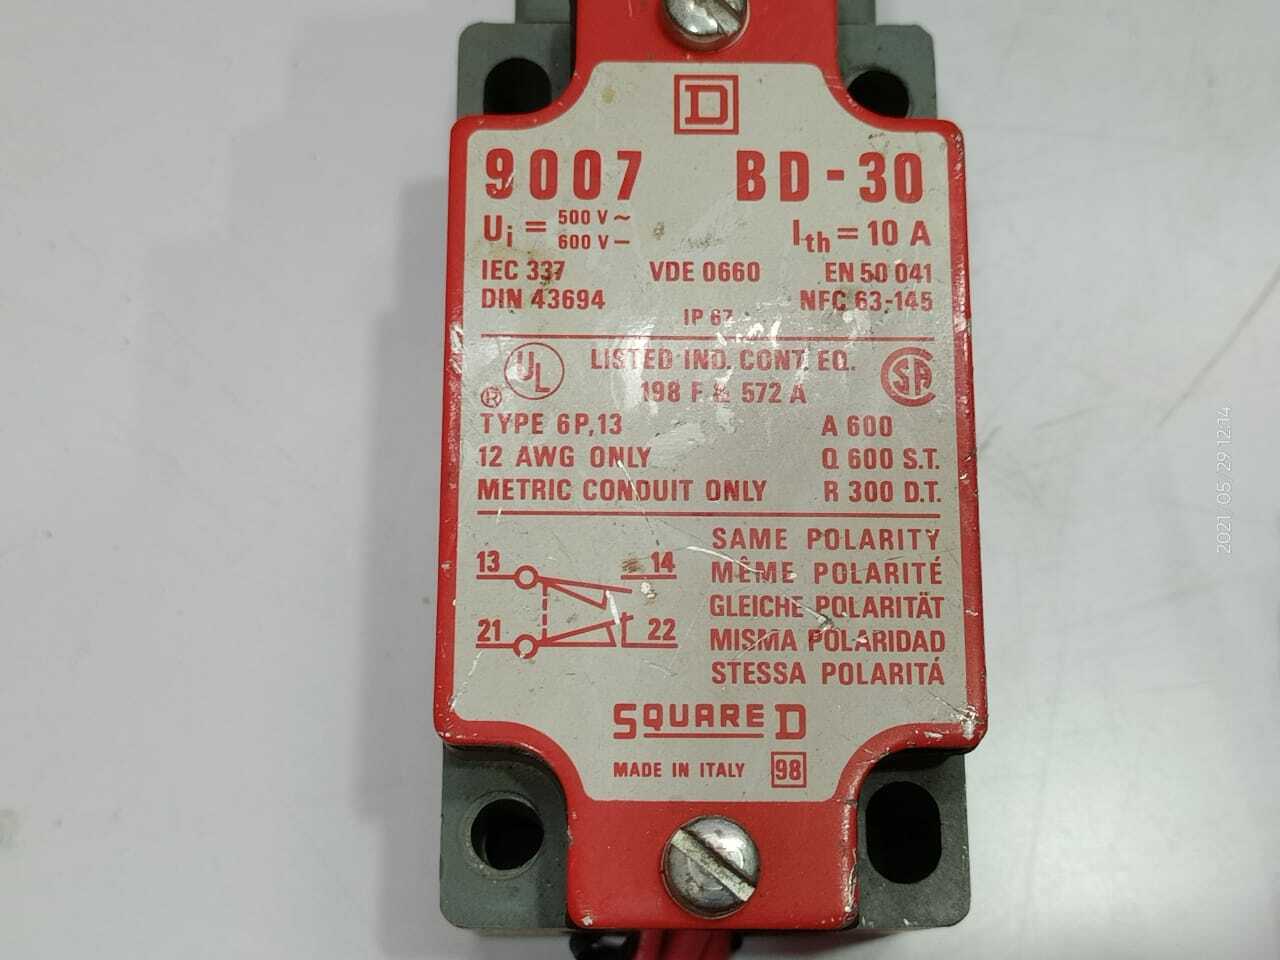 D
9007 BD-30
Ui = 500 V ~ Ith = 10 A
600 V –
IEC 337 VDE 0660 EN 50 041
DIN 43694 NFC 63-145
IP 67
UL ® LISTED IND. CONT. EQ. SA
198 F & 572 A
TYPE 6P,13 A 600
12 AWG ONLY Q 600 S.T.
METRIC CONDUIT ONLY R 300 D.T.
SAME POLARITY
13 14 MÊME POLARITÉ
GLEICHE POLARITÄT
21 22 MISMA POLARIDAD
STESSA POLARITÁ
SQUARE D
MADE IN ITALY 98
2021 05 29 12:14